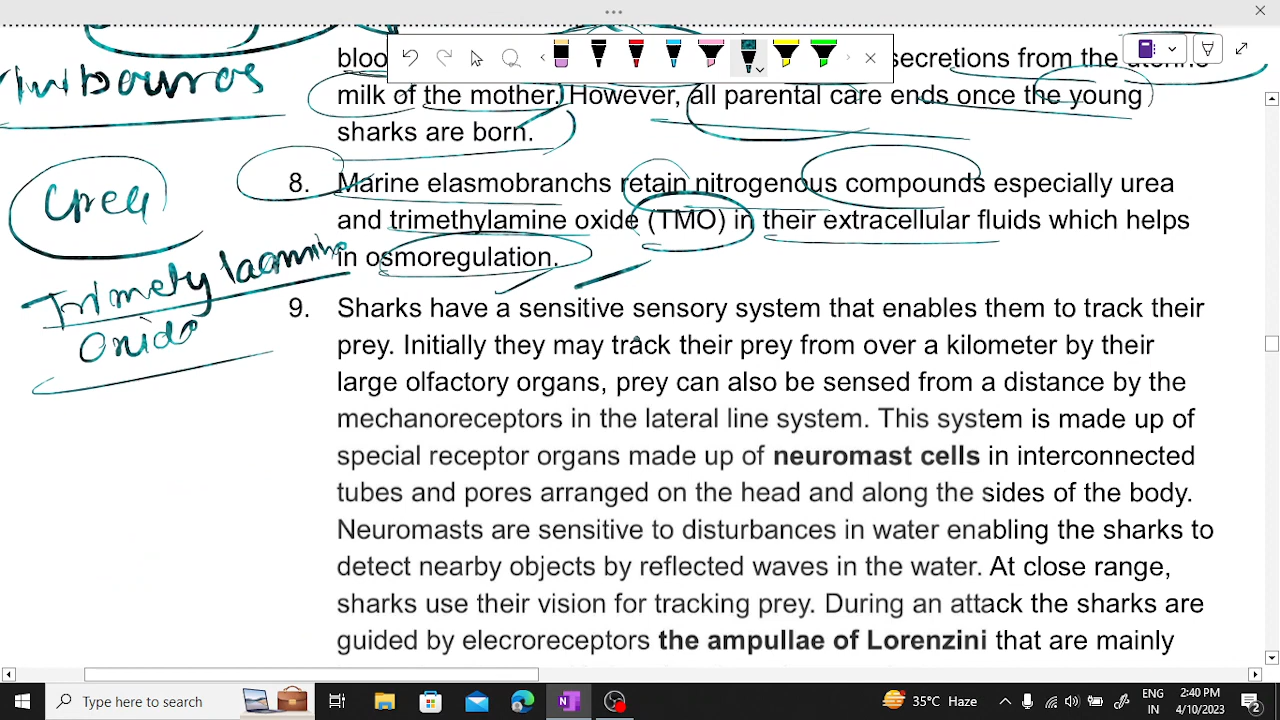 secretions from the
milk of the mother. However, all parental care ends once the young
sharks are born.
8. Marine elasmobranchs retain nitrogenous compounds especially urea
and trimethylamine oxide (TMO) in their extracellular fluids which helps
in osmoregulation.
Urea
Trimetylaamine
Oxido
9. Sharks have a sensitive sensory system that enables them to track their
prey. Initially they may track their prey from over a kilometer by their
large olfactory organs, prey can also be sensed from a distance by the
mechanoreceptors in the lateral line system. This system is made up of
special receptor organs made up of neuromast cells in interconnected
tubes and pores arranged on the head and along the sides of the body.
Neuromasts are sensitive to disturbances in water enabling the sharks to
detect nearby objects by reflected waves in the water. At close range,
sharks use their vision for tracking prey. During an attack the sharks are
guided by elecroreceptors the ampullae of Lorenzini that are mainly
Type here to search
35°C Haze
ENG
IN
2:40 PM
4/10/2023
2